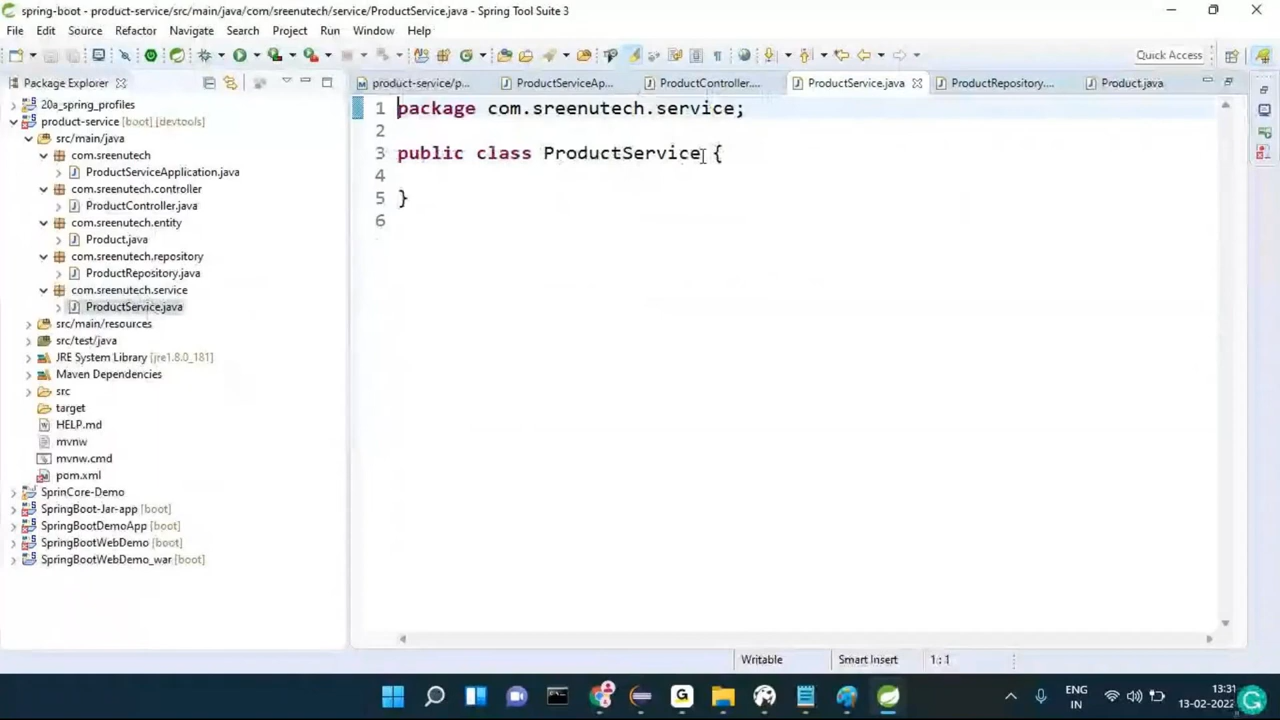 spring-boot - product-service/src/main/java/com/sreenutech/service/ProductService.java - Spring Tool Suite 3
File Edit Source Refactor Navigate Search Project Run Window Help
Quick Access
Package Explorer
product-service/p...
ProductServiceAp...
ProductController....
ProductService.java
ProductRepository....
Product.java
20a_spring_profiles
product-service [boot] [devtools]
src/main/java
com.sreenutech
ProductServiceApplication.java
com.sreenutech.controller
ProductController.java
com.sreenutech.entity
Product.java
com.sreenutech.repository
ProductRepository.java
com.sreenutech.service
ProductService.java
src/main/resources
src/test/java
JRE System Library [jre1.8.0_181]
Maven Dependencies
src
target
HELP.md
mvnw
mvnw.cmd
pom.xml
SprinCore-Demo
SpringBoot-Jar-app [boot]
SpringBootDemoApp [boot]
SpringBootWebDemo [boot]
SpringBootWebDemo_war [boot]
1 package com.sreenutech.service;
2
3 public class ProductService {
4
5 }
6
Writable Smart Insert 1:1
ENG
IN
13:31
13-02-2022